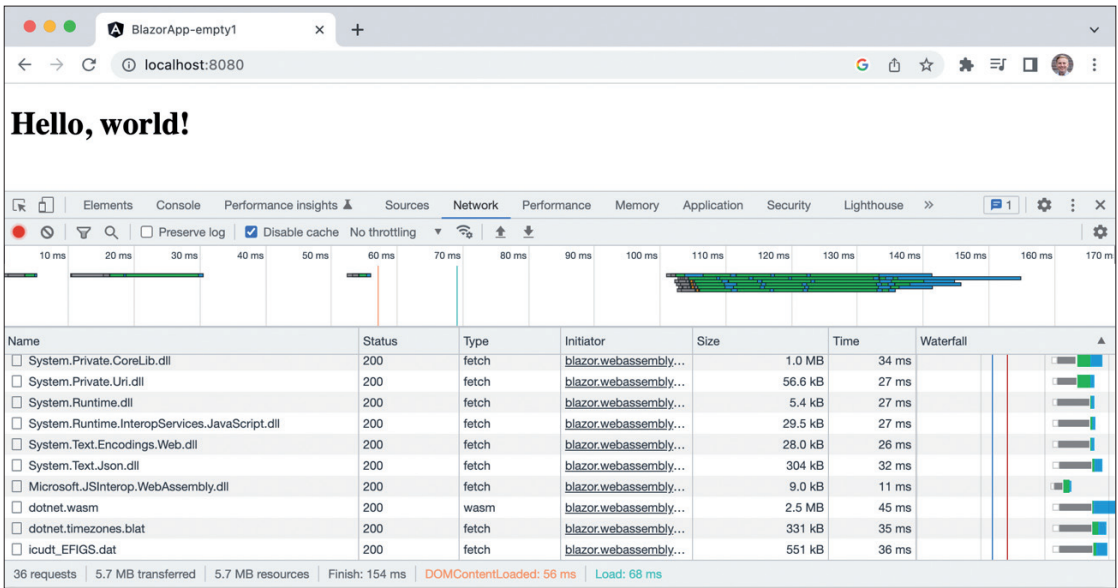 BlazorApp-empty1
localhost:8080
Hello, world!
Elements Console Performance insights Sources Network Performance Memory Application Security Lighthouse 1
Preserve log Disable cache No throttling
10 ms 20 ms 30 ms 40 ms 50 ms 60 ms 70 ms 80 ms 90 ms 100 ms 110 ms 120 ms 130 ms 140 ms 150 ms 160 ms 170 m
Name Status Type Initiator Size Time Waterfall
System.Private.CoreLib.dll 200 fetch blazor.webassembly... 1.0 MB 34 ms
System.Private.Uri.dll 200 fetch blazor.webassembly... 56.6 kB 27 ms
System.Runtime.dll 200 fetch blazor.webassembly... 5.4 kB 27 ms
System.Runtime.InteropServices.JavaScript.dll 200 fetch blazor.webassembly... 29.5 kB 27 ms
System.Text.Encodings.Web.dll 200 fetch blazor.webassembly... 28.0 kB 26 ms
System.Text.Json.dll 200 fetch blazor.webassembly... 304 kB 32 ms
Microsoft.JSInterop.WebAssembly.dll 200 fetch blazor.webassembly... 9.0 kB 11 ms
dotnet.wasm 200 wasm blazor.webassembly... 2.5 MB 45 ms
dotnet.timezones.blat 200 fetch blazor.webassembly... 331 kB 35 ms
icudt_EFIGS.dat 200 fetch blazor.webassembly... 551 kB 36 ms
36 requests 5.7 MB transferred 5.7 MB resources Finish: 154 ms DOMContentLoaded: 56 ms Load: 68 ms